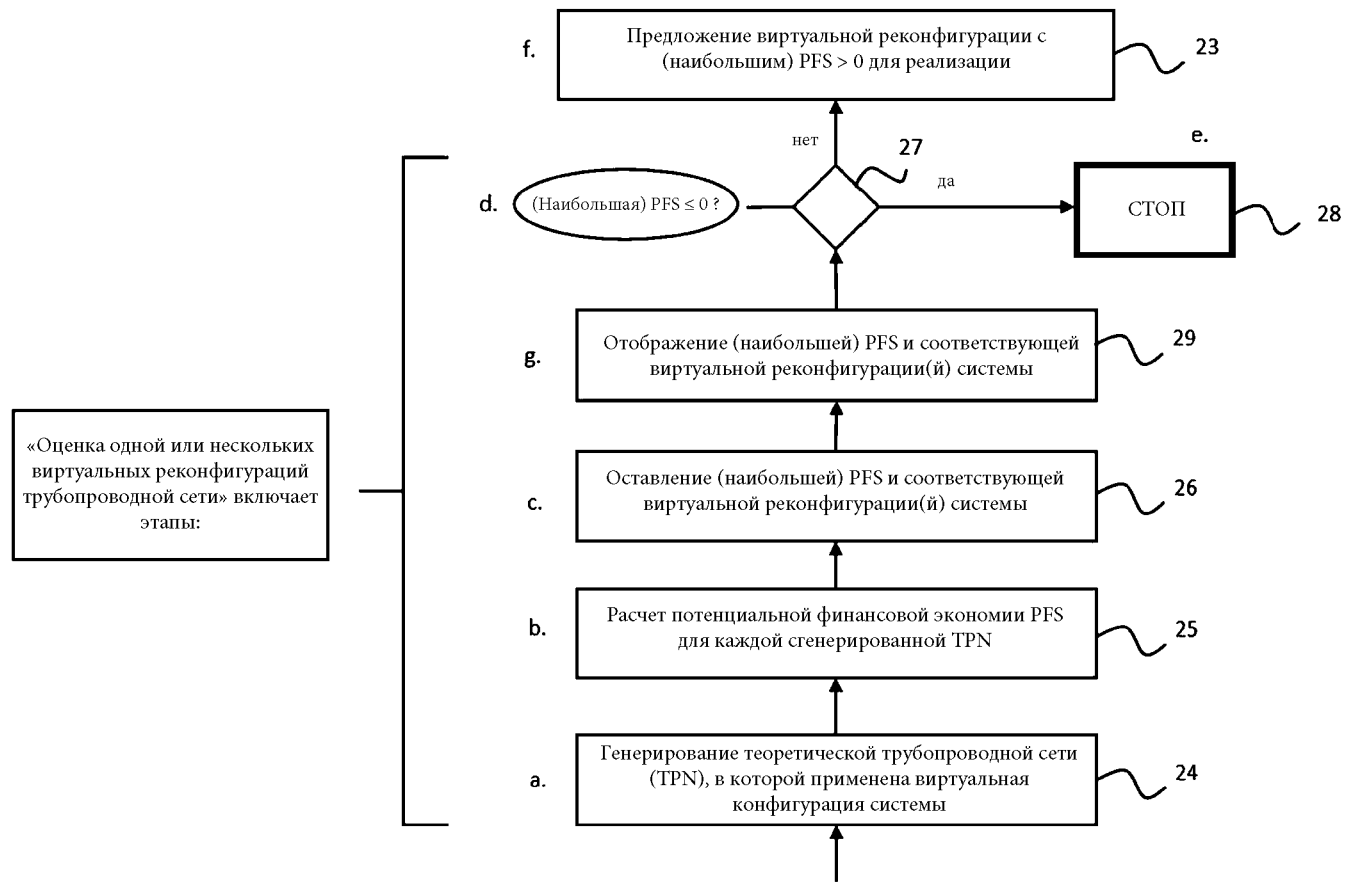 f.
Предложение виртуальной реконфигурации с
(наибольшим) PFS > 0 для реализации
23
нет
27
да
e.
d.
(Наибольшая) PFS ≤ 0 ?
СТОП
28
g.
Отображение (наибольшей) PFS и соответствующей
виртуальной реконфигурации(й) системы
29
«Оценка одной или нескольких
виртуальных реконфигураций
трубопроводной сети» включает
этапы:
c.
Оставление (наибольшей) PFS и соответствующей
виртуальной реконфигурации(й) системы
26
b.
Расчет потенциальной финансовой экономии PFS
для каждой сгенерированной TPN
25
a.
Генерирование теоретической трубопроводной сети
(TPN), в которой применена виртуальная
конфигурация системы
24